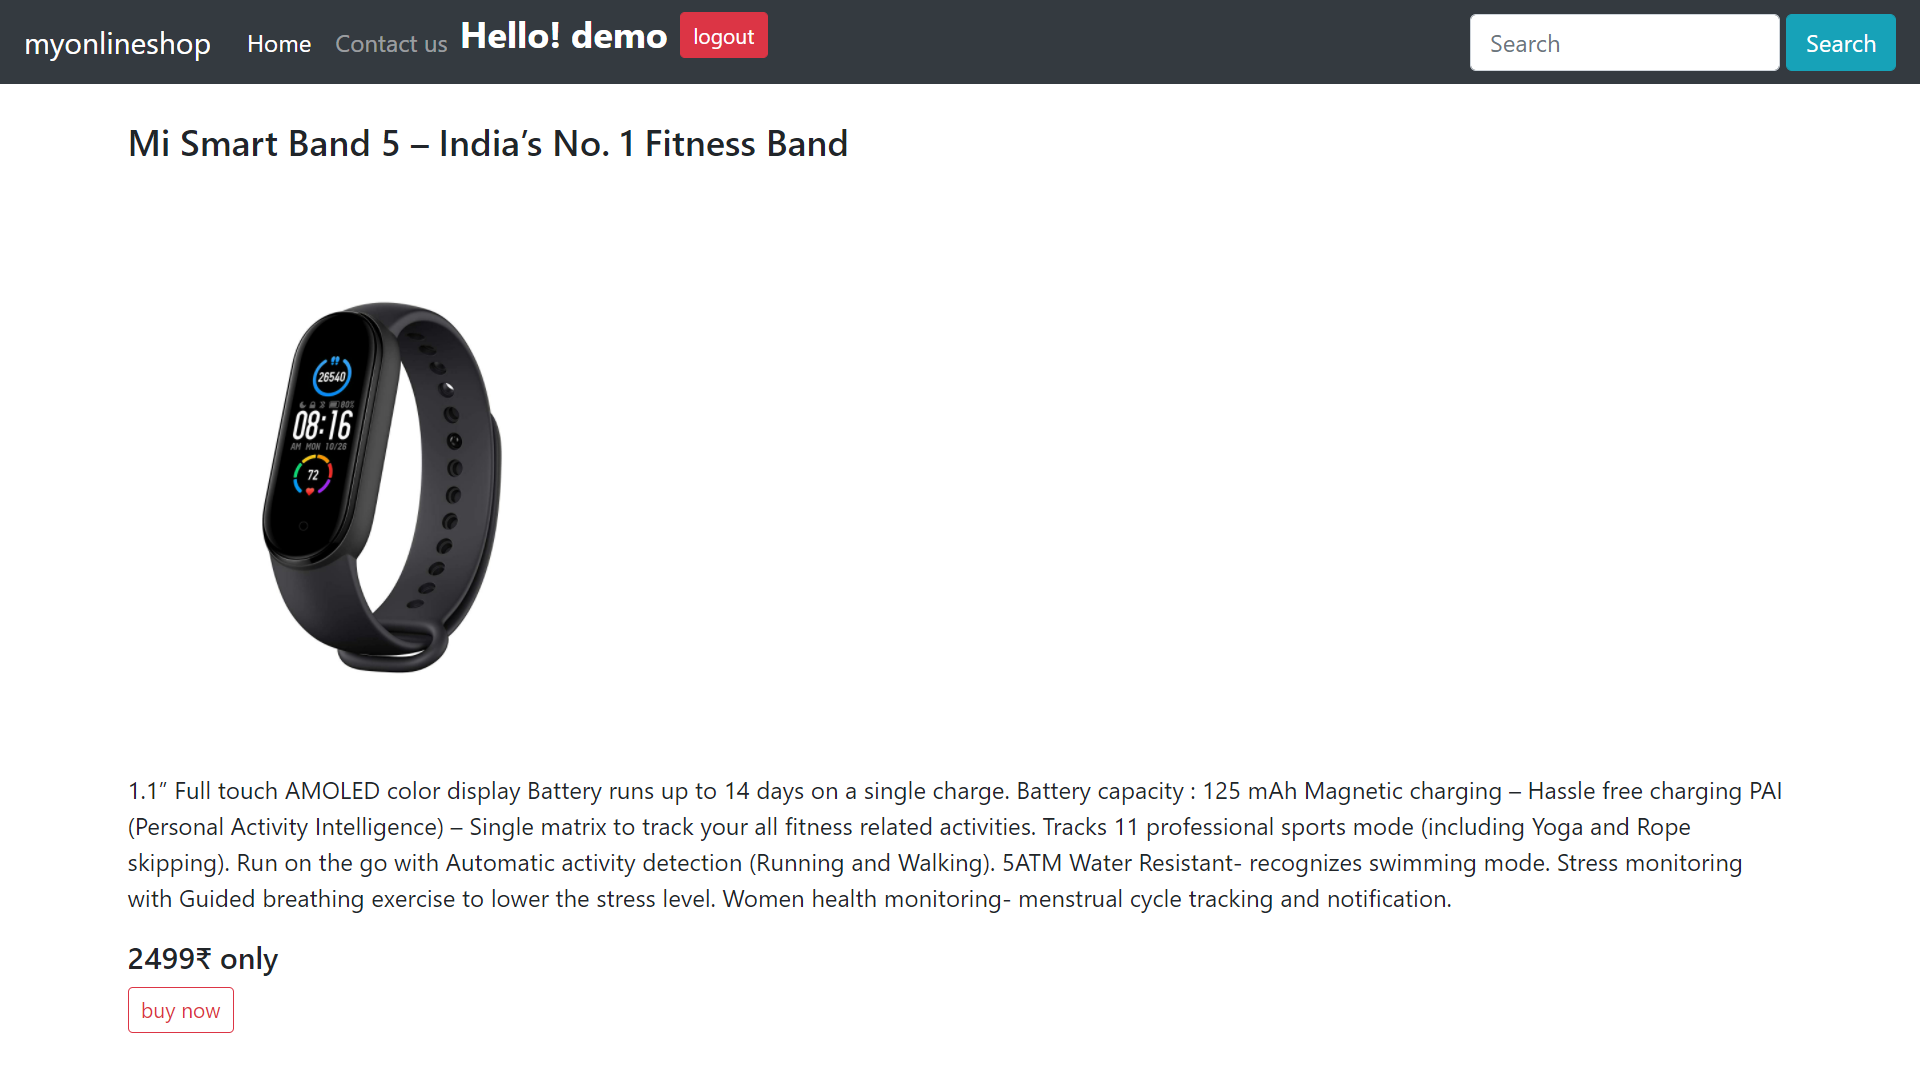 myonlineshop Home Contact us Hello! demo logout Search Search
Mi Smart Band 5 – India’s No. 1 Fitness Band
26540
80%
08:16
AM MON 10/26
72
1.1” Full touch AMOLED color display Battery runs up to 14 days on a single charge. Battery capacity : 125 mAh Magnetic charging – Hassle free charging PAI
(Personal Activity Intelligence) – Single matrix to track your all fitness related activities. Tracks 11 professional sports mode (including Yoga and Rope
skipping). Run on the go with Automatic activity detection (Running and Walking). 5ATM Water Resistant- recognizes swimming mode. Stress monitoring
with Guided breathing exercise to lower the stress level. Women health monitoring- menstrual cycle tracking and notification.
2499₹ only
buy now